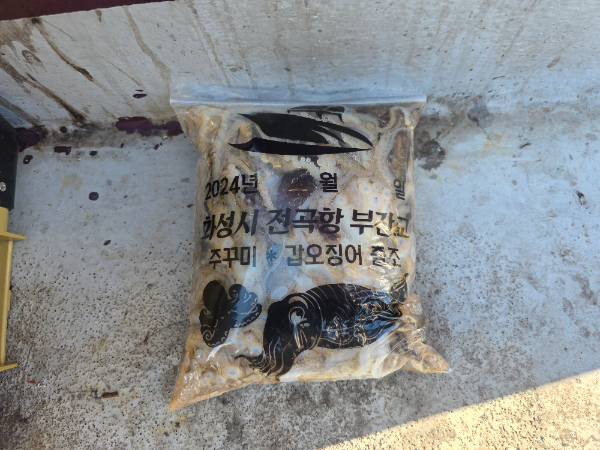 2024년 월 일
화성시 전곡항 부잔교
주꾸미 * 갑오징어 출조